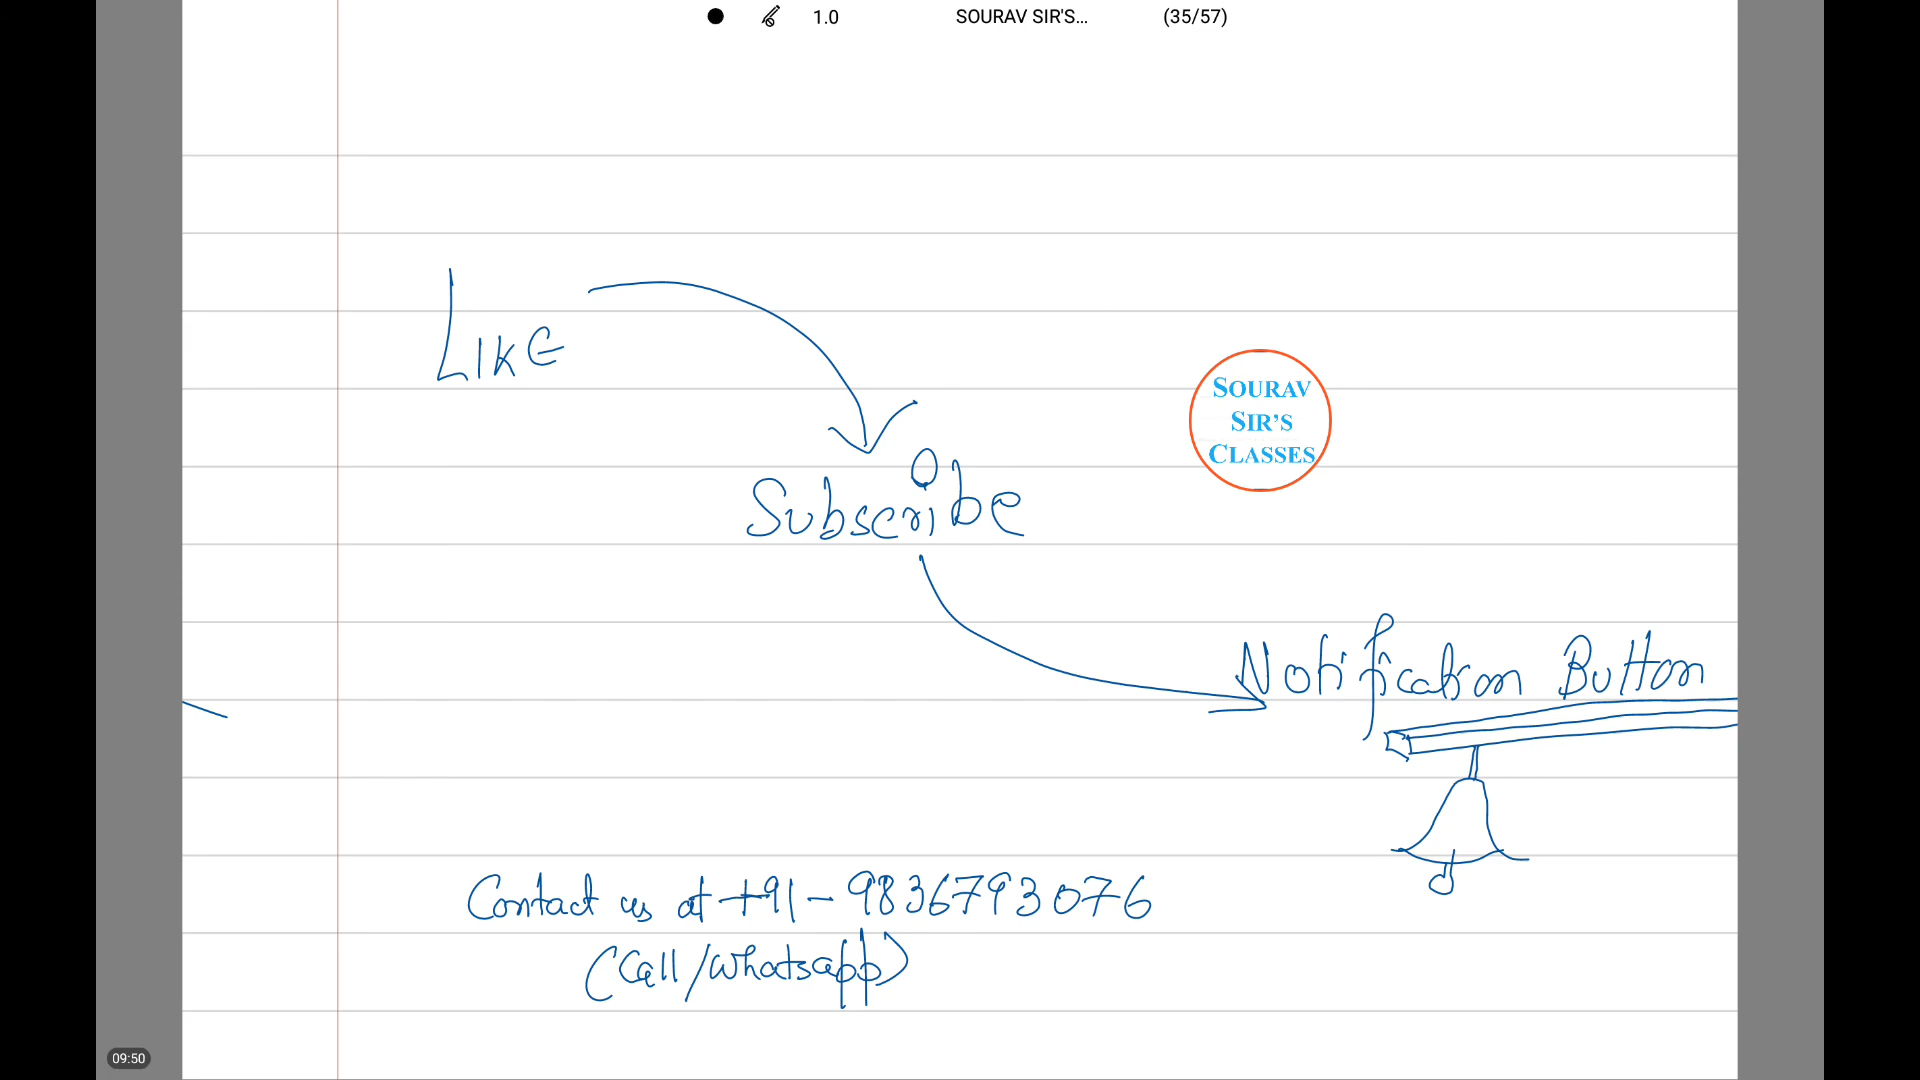 1.0 SOURAV SIR'S... (35/57)
LIKE
SOURAV
SIR'S
CLASSES
Subscribe
Notification Button
Contact us at +91-9836793076
(Call/Whatsapp)
09:50